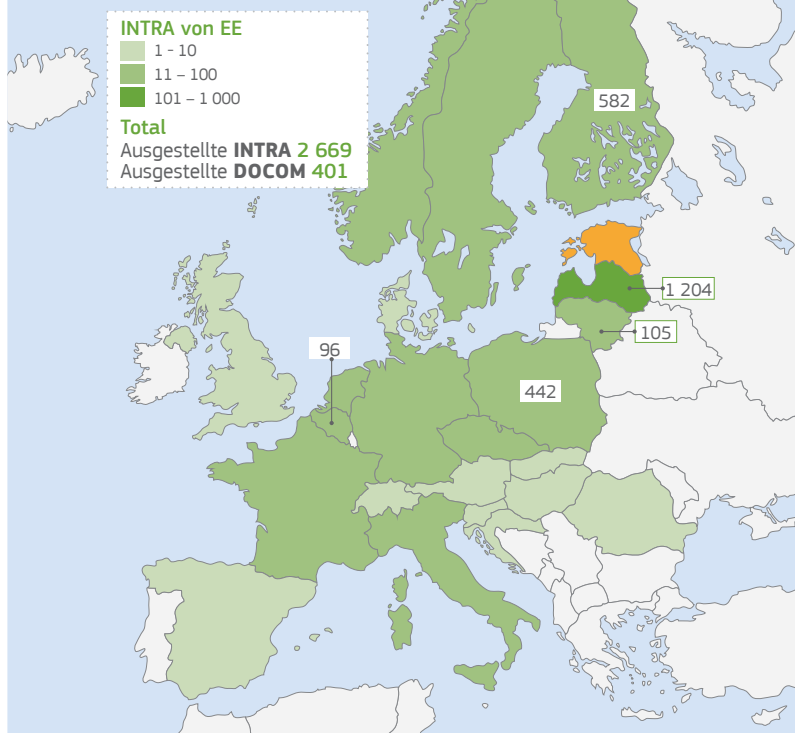 INTRA von EE
1 - 10
11 – 100
101 – 1 000
Total
Ausgestellte INTRA 2 669
Ausgestellte DOCOM 401
582
1 204
105
96
442